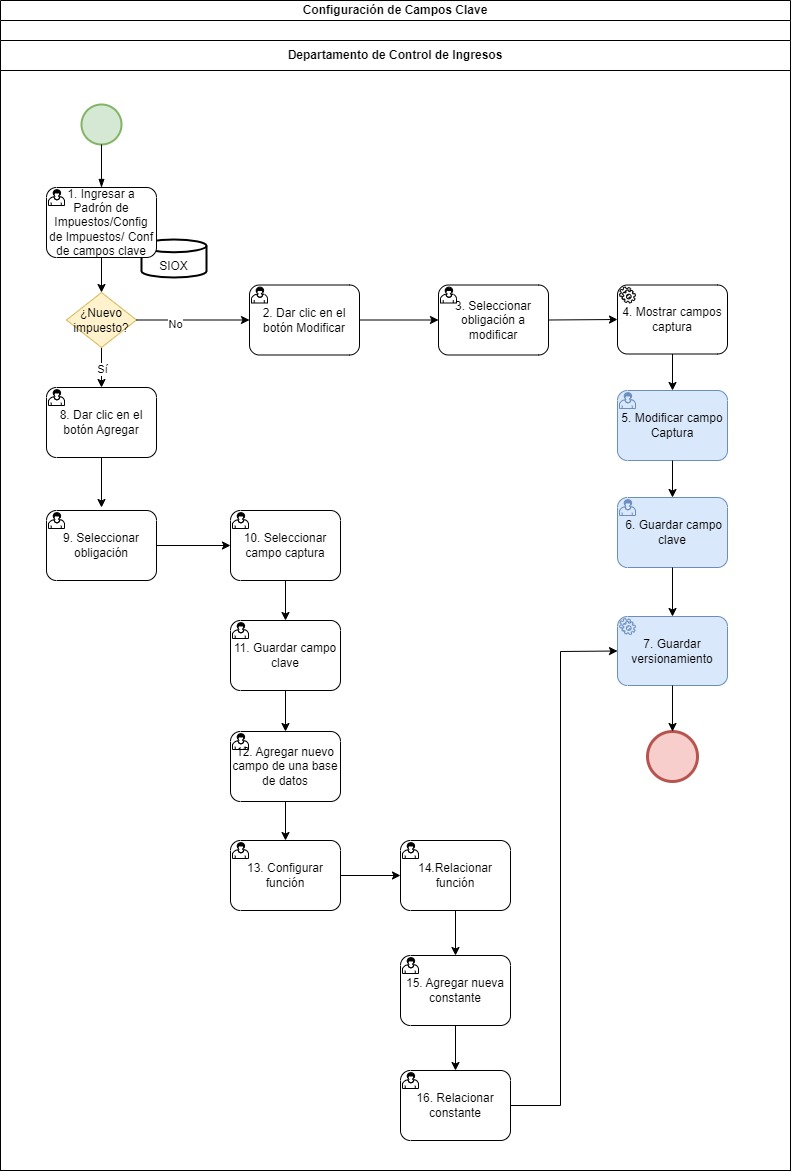 Configuración de Campos Clave
Departamento de Control de Ingresos
1. Ingresar a
Padrón de
Impuestos/Config
de Impuestos/ Conf
de campos clave
SIOX
¿Nuevo
impuesto?
No
2. Dar clic en el
botón Modificar
3. Seleccionar
obligación a
modificar
4. Mostrar campos
captura
Sí
8. Dar clic en el
botón Agregar
5. Modificar campo
Captura
9. Seleccionar
obligación
10. Seleccionar
campo captura
6. Guardar campo
clave
11. Guardar campo
clave
7. Guardar
versionamiento
12. Agregar nuevo
campo de una base
de datos
13. Configurar
función
14.Relacionar
función
15. Agregar nueva
constante
16. Relacionar
constante